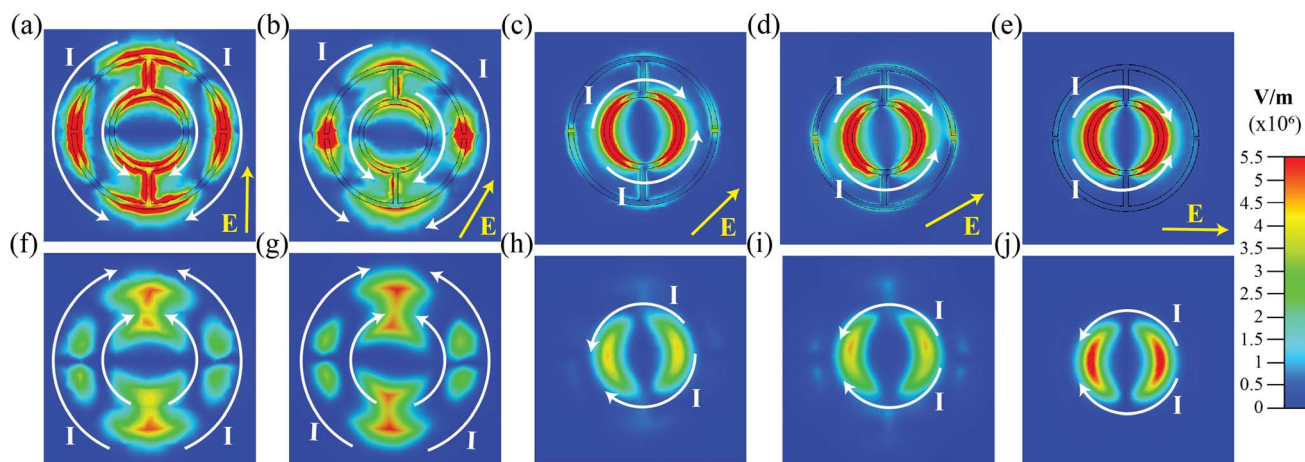 (a) (b) (c) (d) (e)
I I I I I I
I I I
E E E E E
V/m
(x10⁶)
5.5
5
4.5
4
3.5
3
2.5
2
1.5
1
0.5
0
(f) (g) (h) (i) (j)
I I I
I I I I I I I